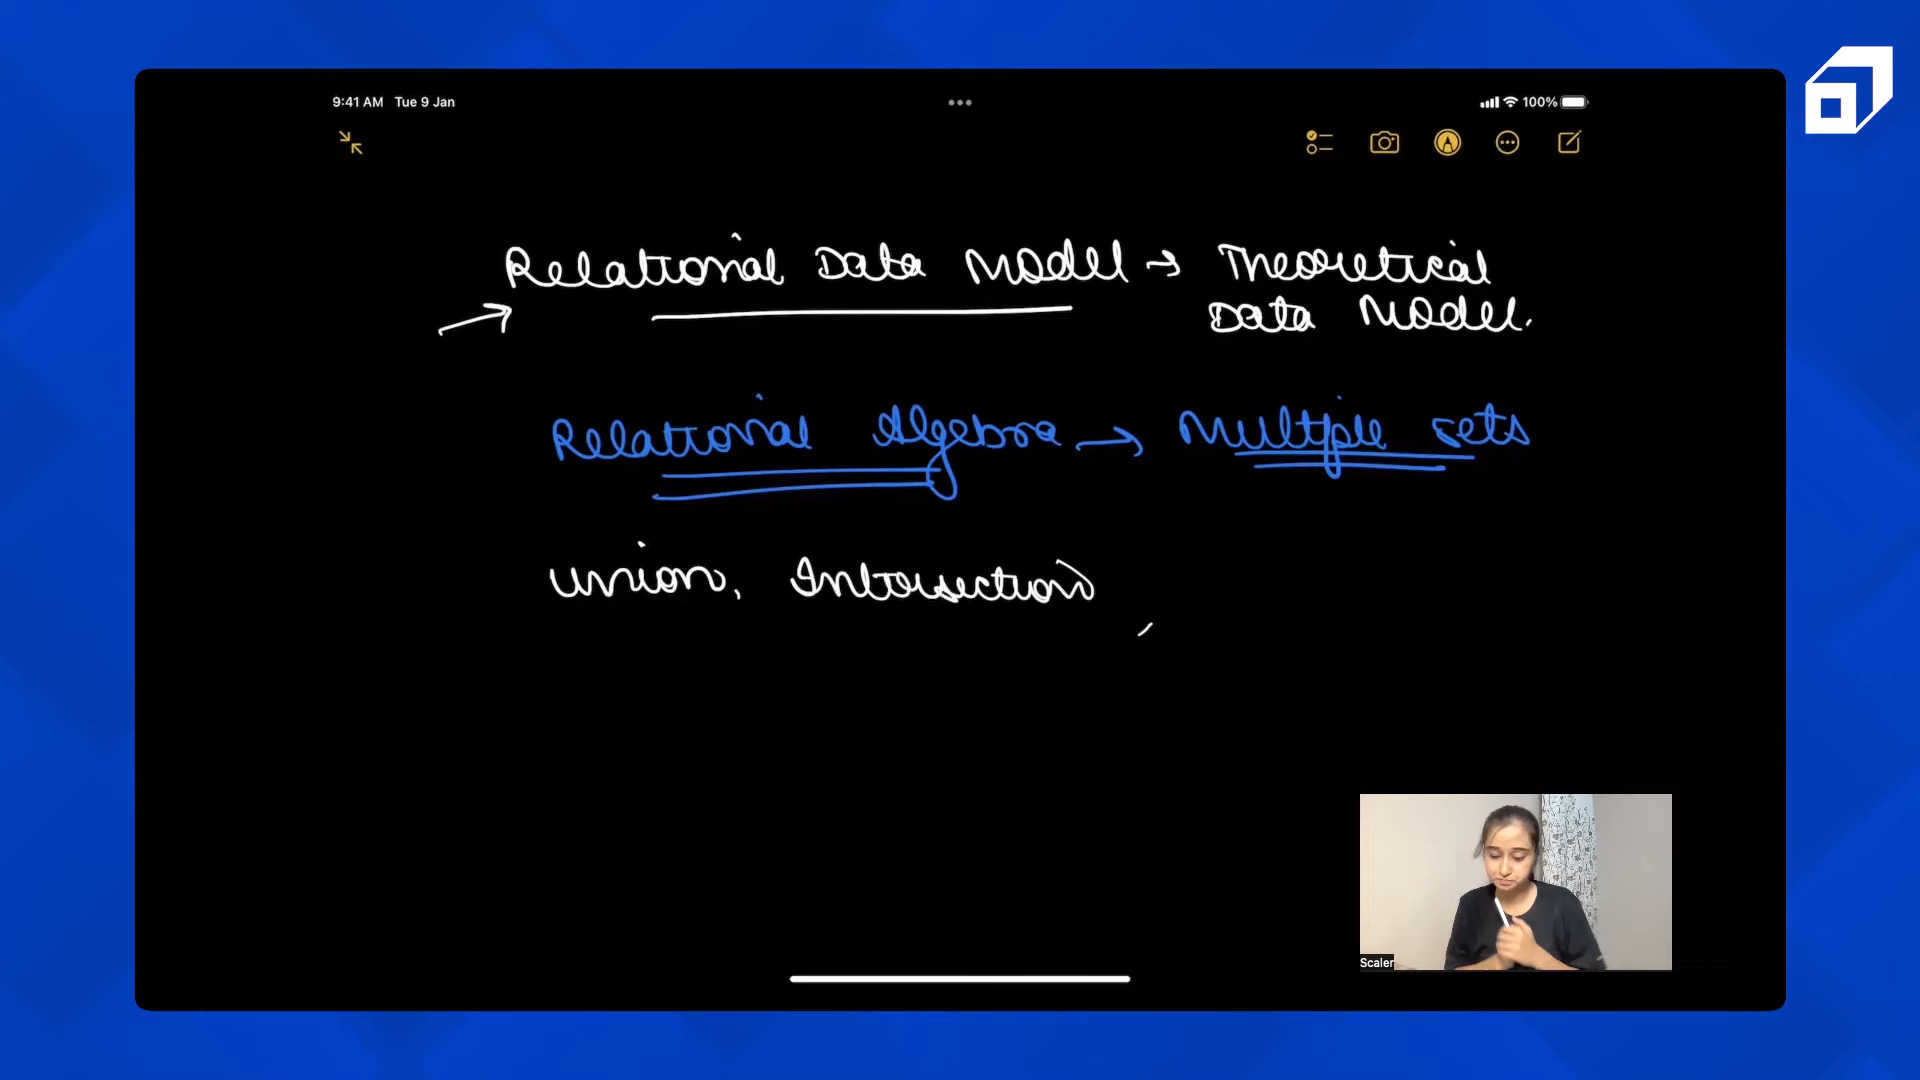 9:41 AM Tue 9 Jan
100%
Relational Data Model → Theoretical
Data Model.
Relational Algebra → Multiple sets
Union, Intersection,
Scaler